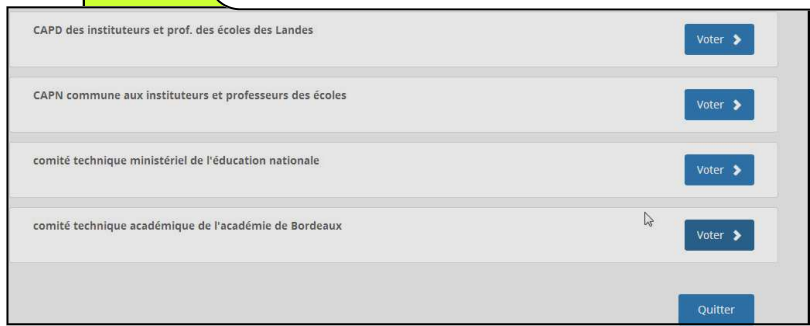 CAPD des instituteurs et prof. des écoles des Landes
Voter
CAPN commune aux instituteurs et professeurs des écoles
Voter
comité technique ministériel de l'éducation nationale
Voter
comité technique académique de l'académie de Bordeaux
Voter
Quitter